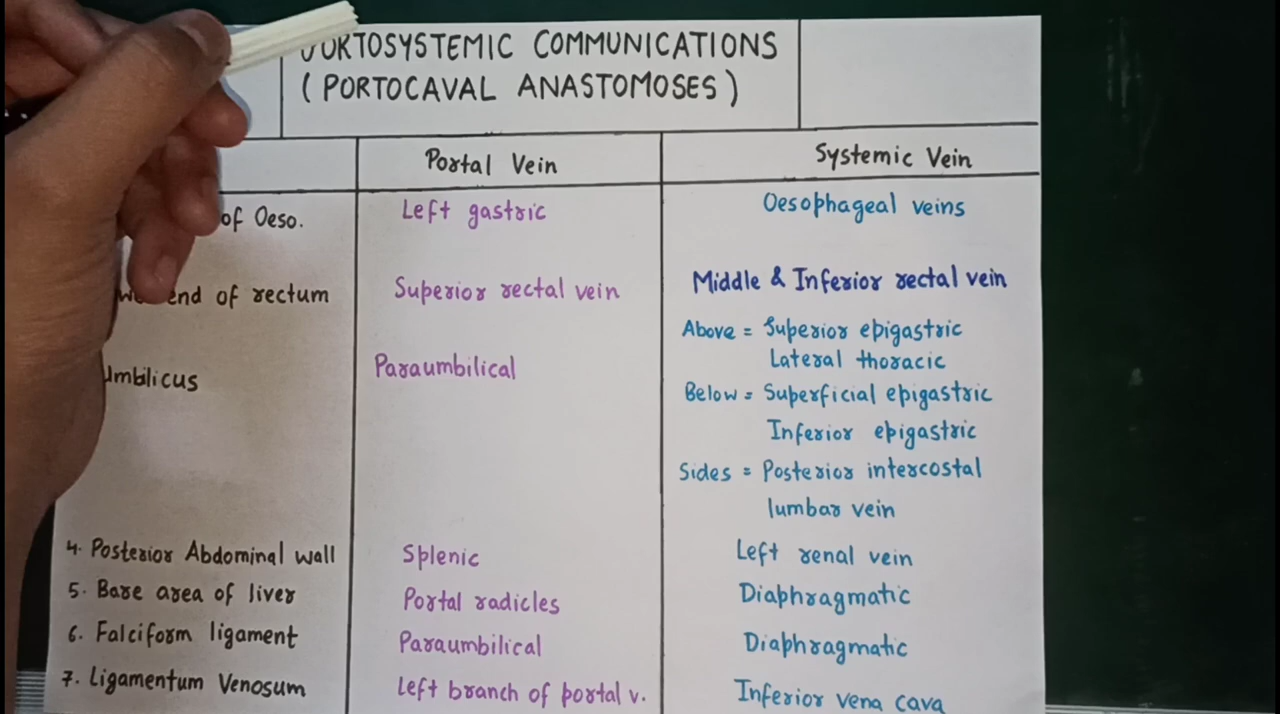 PORTOSYSTEMIC COMMUNICATIONS
(PORTOCAVAL ANASTOMOSES)
Portal Vein Systemic Vein
of Oeso. Left gastric Oesophageal veins
end of rectum Superior rectal vein Middle & Inferior rectal vein
Umbilicus Paraumbilical Above = Superior epigastric
Lateral thoracic
Below = Superficial epigastric
Inferior epigastric
Sides = Posterior intercostal
lumbar vein
4. Posterior Abdominal wall Splenic Left renal vein
5. Bare area of liver Portal radicles Diaphragmatic
6. Falciform ligament Paraumbilical Diaphragmatic
7. Ligamentum Venosum Left branch of portal v. Inferior vena cava